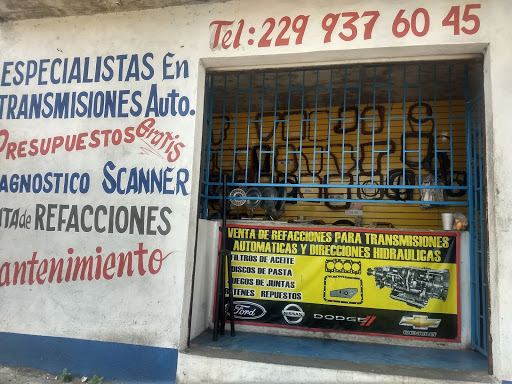 Tel: 229 937 60 45
ESPECIALISTAS En
TRANSMISIONES Auto.
PRESUPUESTOS Gratis
AGNOSTICO SCANNER
NTA de REFACCIONES
antenimiento
VENTA DE REFACCIONES PARA TRANSMISIONES
AUTOMATICAS Y DIRECCIONES HIDRAULICAS
FILTROS DE ACEITE
DISCOS DE PASTA
JUEGOS DE JUNTAS
RETENES REPUESTOS
Ford
NISSAN
DODGE
CHEVROLET